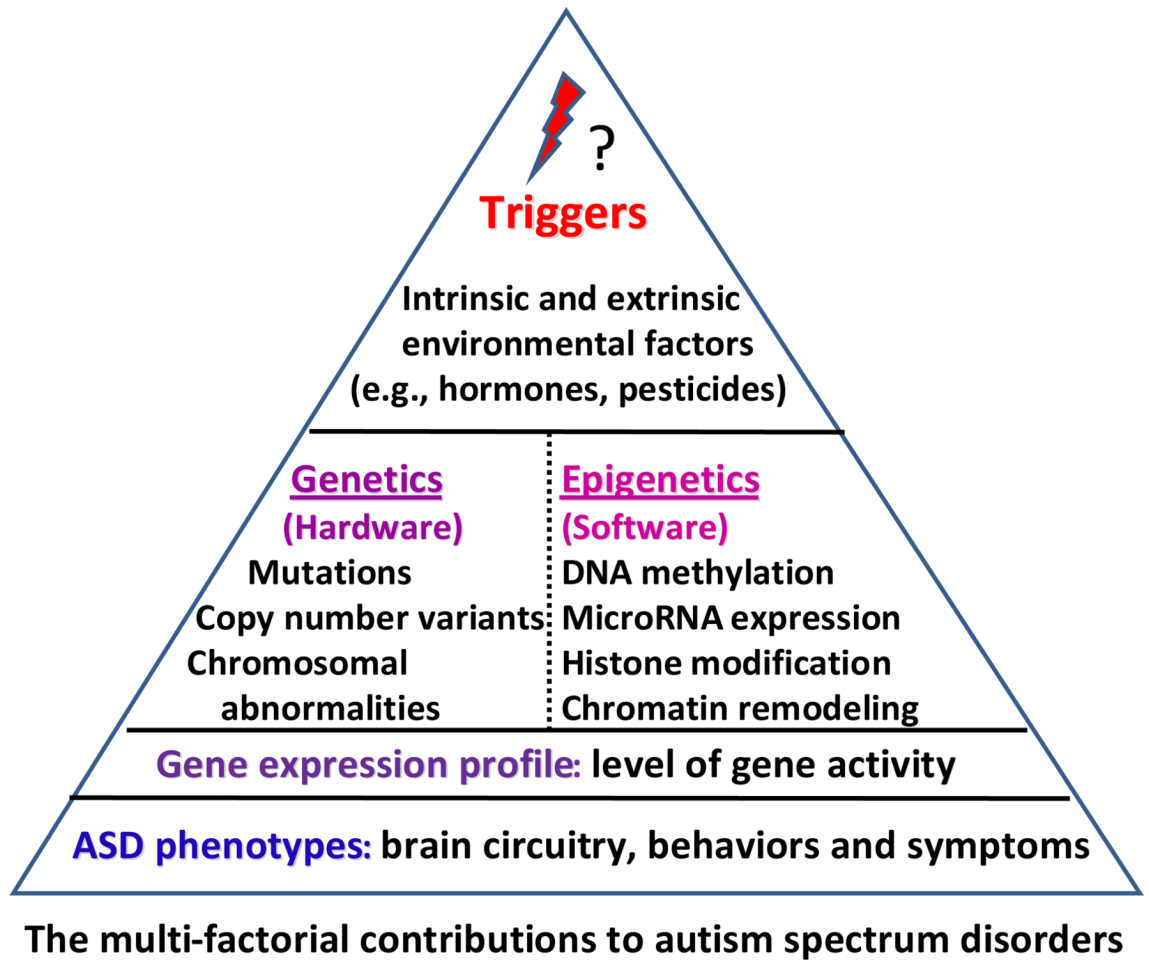 ?
Triggers
Intrinsic and extrinsic
environmental factors
(e.g., hormones, pesticides)
Genetics
(Hardware)
Mutations
Copy number variants
Chromosomal
abnormalities
Epigenetics
(Software)
DNA methylation
MicroRNA expression
Histone modification
Chromatin remodeling
Gene expression profile: level of gene activity
ASD phenotypes: brain circuitry, behaviors and symptoms
The multi-factorial contributions to autism spectrum disorders